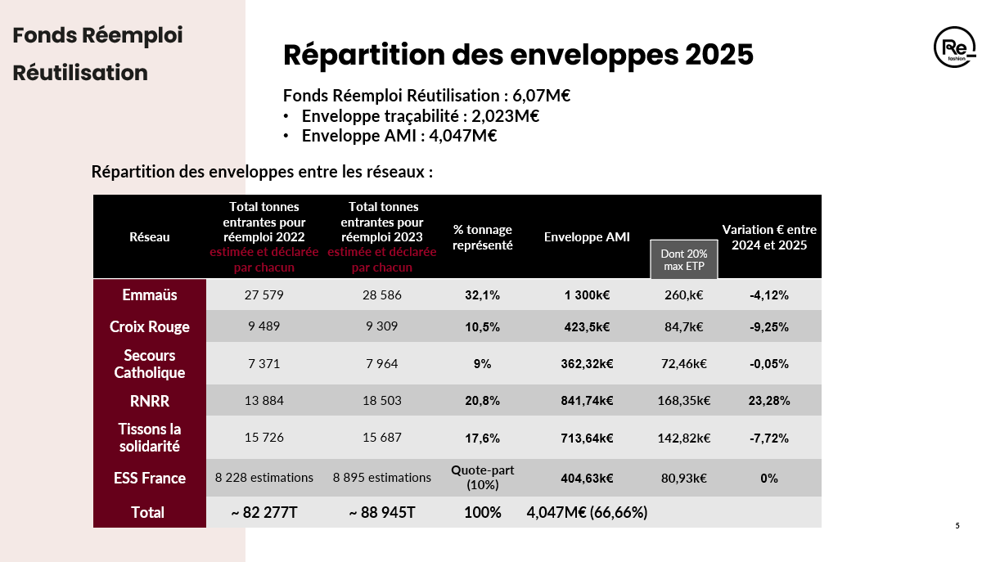 Fonds Réemploi
Réutilisation
Répartition des enveloppes 2025
Re_
fashion
Fonds Réemploi Réutilisation : 6,07M€
• Enveloppe traçabilité : 2,023M€
• Enveloppe AMI : 4,047M€
Répartition des enveloppes entre les réseaux :
Réseau
Total tonnes
entrantes pour
réemploi 2022
estimée et déclarée
par chacun
Total tonnes
entrantes pour
réemploi 2023
estimée et déclarée
par chacun
% tonnage
représenté
Enveloppe AMI
Dont 20%
max ETP
Variation € entre
2024 et 2025
Emmaüs 27 579 28 586 32,1% 1 300k€ 260,k€ -4,12%
Croix Rouge 9 489 9 309 10,5% 423,5k€ 84,7k€ -9,25%
Secours
Catholique 7 371 7 964 9% 362,32k€ 72,46k€ -0,05%
RNRR 13 884 18 503 20,8% 841,74k€ 168,35k€ 23,28%
Tissons la
solidarité 15 726 15 687 17,6% 713,64k€ 142,82k€ -7,72%
ESS France 8 228 estimations 8 895 estimations Quote-part
(10%) 404,63k€ 80,93k€ 0%
Total ~ 82 277T ~ 88 945T 100% 4,047M€ (66,66%)
5